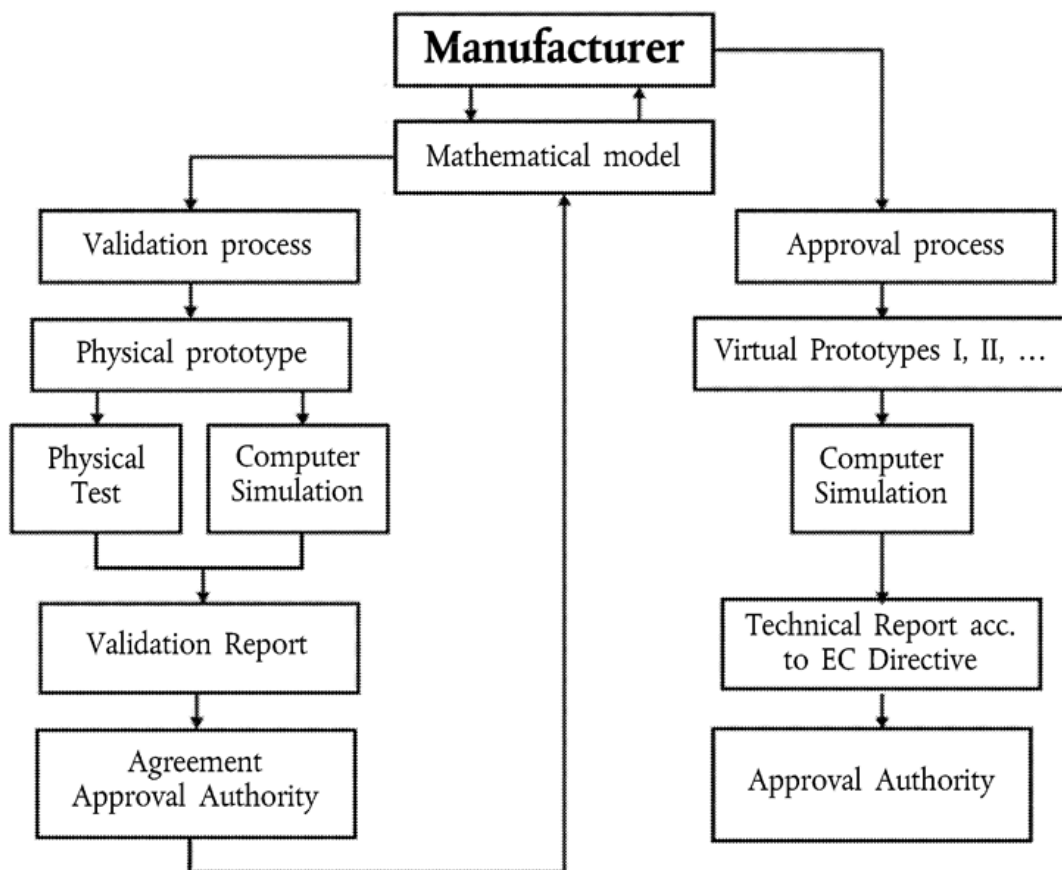 Manufacturer
Mathematical model
Validation process
Physical prototype
Physical
Test
Computer
Simulation
Validation Report
Agreement
Approval Authority
Approval process
Virtual Prototypes I, II, ...
Computer
Simulation
Technical Report acc.
to EC Directive
Approval Authority